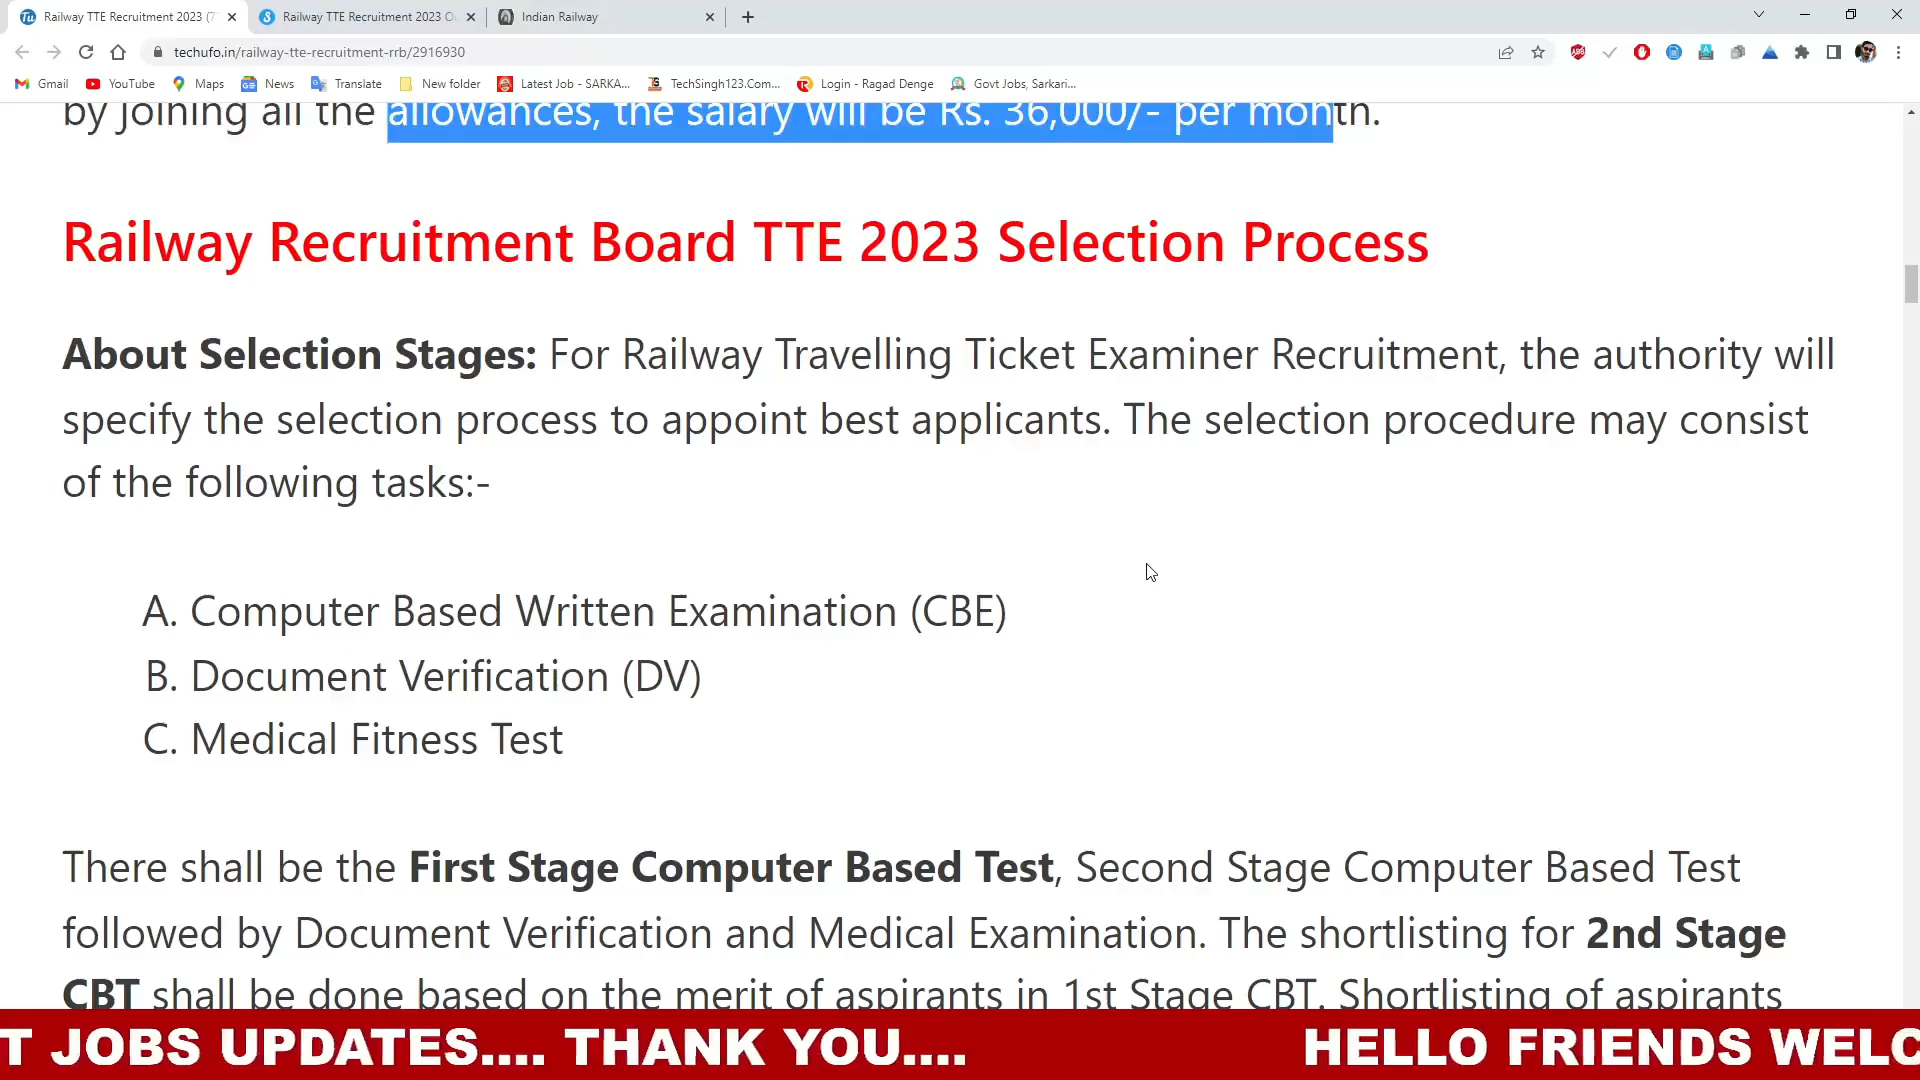 Railway TTE Recruitment 2023 (7
Railway TTE Recruitment 2023 O
Indian Railway
techufo.in/railway-tte-recruitment-rrb/2916930
Gmail
YouTube
Maps
News
Translate
New folder
Latest Job - SARKA...
TechSingh123.Com...
Login - Ragad Denge
Govt Jobs, Sarkari...
by joining all the allowances, the salary will be Rs. 36,000/- per month.
Railway Recruitment Board TTE 2023 Selection Process
About Selection Stages: For Railway Travelling Ticket Examiner Recruitment, the authority will
specify the selection process to appoint best applicants. The selection procedure may consist
of the following tasks:-
A. Computer Based Written Examination (CBE)
B. Document Verification (DV)
C. Medical Fitness Test
There shall be the First Stage Computer Based Test, Second Stage Computer Based Test
followed by Document Verification and Medical Examination. The shortlisting for 2nd Stage
CBT shall be done based on the merit of aspirants in 1st Stage CBT. Shortlisting of aspirants
T JOBS UPDATES.... THANK YOU.... HELLO FRIENDS WELC